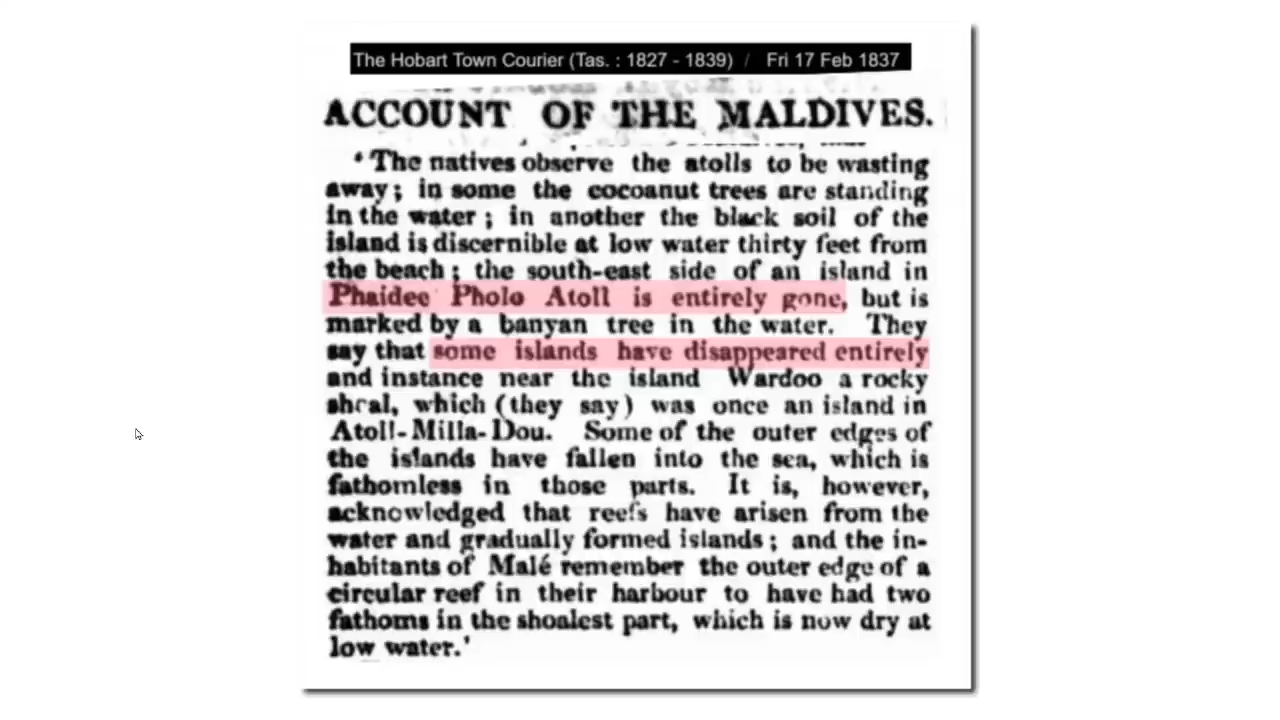 The Hobart Town Courier (Tas. : 1827 - 1839) / Fri 17 Feb 1837
ACCOUNT OF THE MALDIVES.
'The natives observe the atolls to be wasting
away; in some the cocoanut trees are standing
in the water; in another the black soil of the
island is discernible at low water thirty feet from
the beach; the south-east side of an island in
Phaidee Pholo Atoll is entirely gone, but is
marked by a banyan tree in the water. They
say that some islands have disappeared entirely
and instance near the island Wardoo a rocky
shoal, which (they say) was once an island in
Atoll-Milla-Dou. Some of the outer edges of
the islands have fallen into the sea, which is
fathomless in those parts. It is, however,
acknowledged that reefs have arisen from the
water and gradually formed islands; and the in-
habitants of Malé remember the outer edge of a
circular reef in their harbour to have had two
fathoms in the shoalest part, which is now dry at
low water.'